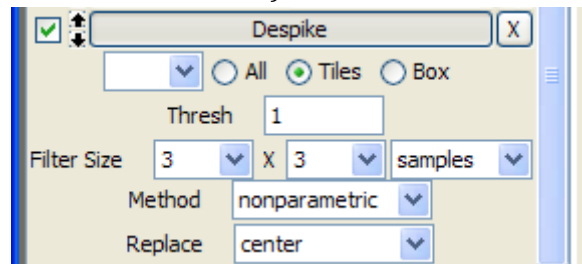 Despike X
All Tiles Box
Thresh 1
Filter Size 3 X 3 samples
Method nonparametric
Replace center